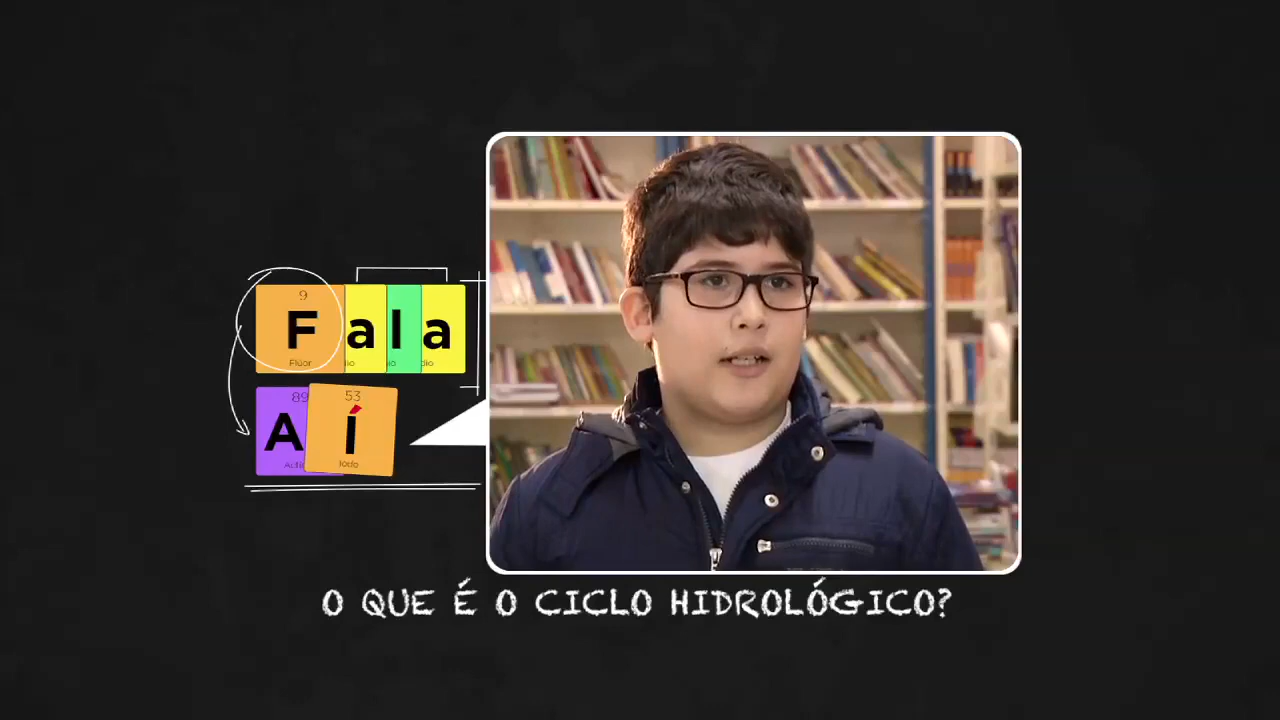 9
F a l a
Flúor
89 53
A Í
Iodo
O QUE É O CICLO HIDROLÓGICO?